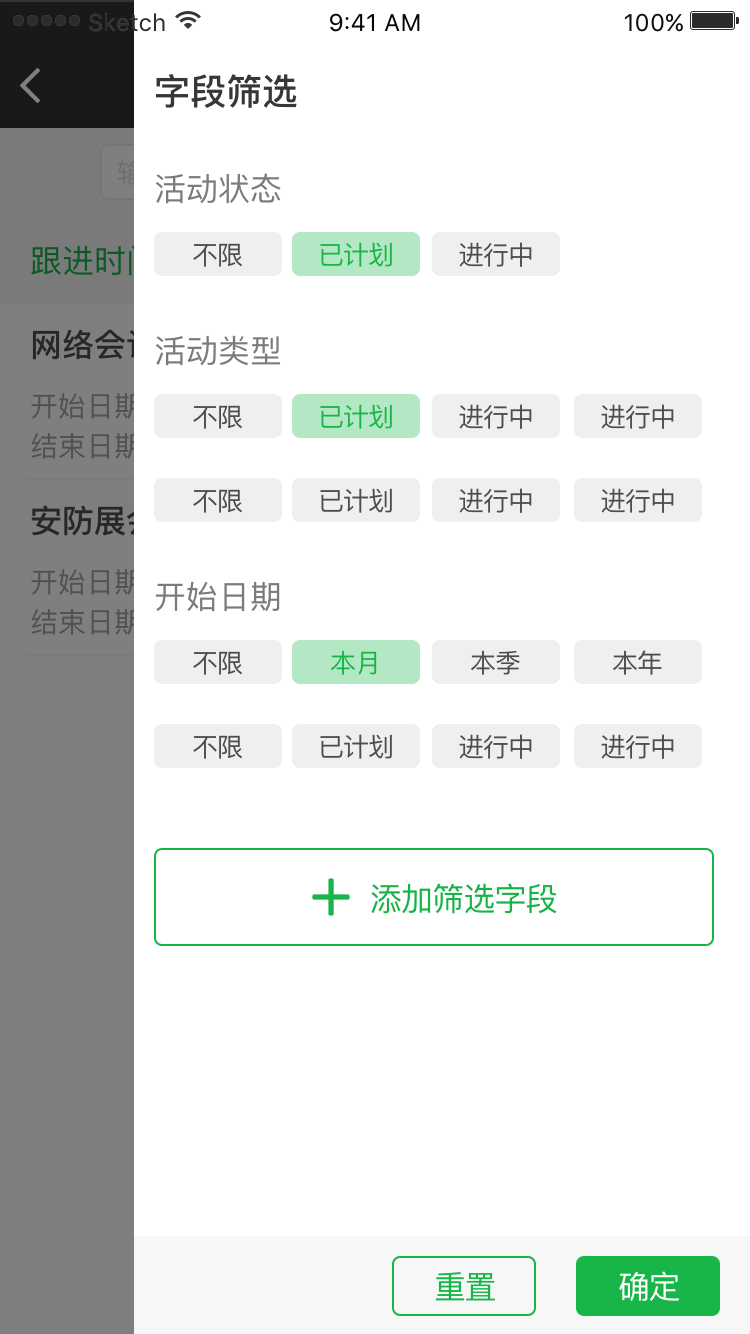 Sketch 9:41 AM 100%
字段筛选
输
活动状态
不限 已计划 进行中
跟进时间
活动类型
网络会议
不限 已计划 进行中 进行中
开始日期
结束日期
不限 已计划 进行中 进行中
安防展会
开始日期
开始日期
结束日期
不限 本月 本季 本年
不限 已计划 进行中 进行中
添加筛选字段
重置 确定